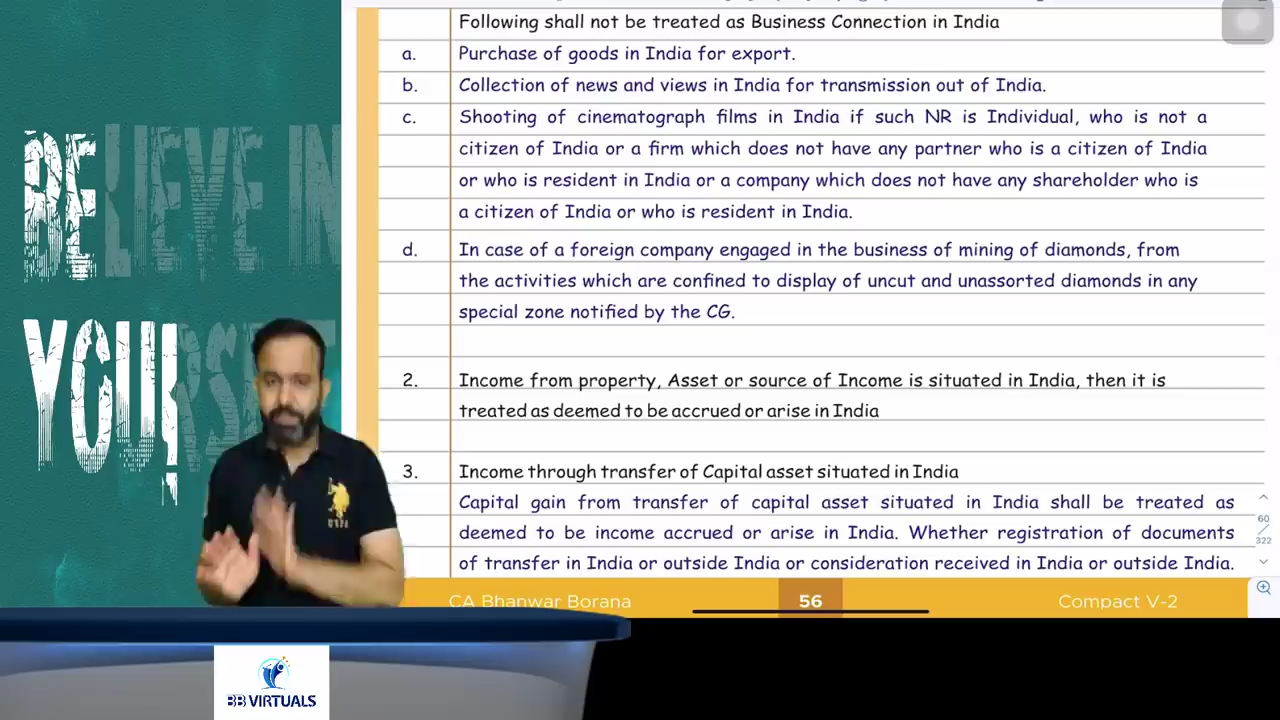 Following shall not be treated as Business Connection in India
a. Purchase of goods in India for export.
b. Collection of news and views in India for transmission out of India.
c. Shooting of cinematograph films in India if such NR is Individual, who is not a
citizen of India or a firm which does not have any partner who is a citizen of India
or who is resident in India or a company which does not have any shareholder who is
a citizen of India or who is resident in India.
d. In case of a foreign company engaged in the business of mining of diamonds, from
the activities which are confined to display of uncut and unassorted diamonds in any
special zone notified by the CG.
2. Income from property, Asset or source of Income is situated in India, then it is
treated as deemed to be accrued or arise in India
3. Income through transfer of Capital asset situated in India
Capital gain from transfer of capital asset situated in India shall be treated as
deemed to be income accrued or arise in India. Whether registration of documents
of transfer in India or outside India or consideration received in India or outside India.
60
322
CA Bhanwar Borana 56 Compact V-2
BELIEVE IN
YOURSE
BB VIRTUALS